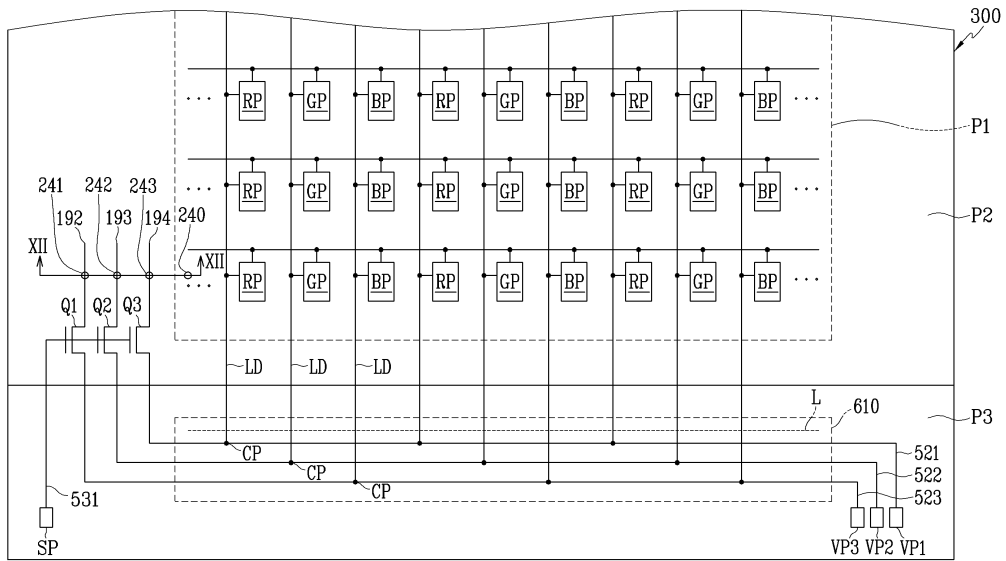 300
RP GP BP RP GP BP RP GP BP
P1
RP GP BP RP GP BP RP GP BP
241 242 243
192 193 194 240
P2
XII XII
RP GP BP RP GP BP RP GP BP
Q1 Q2 Q3
LD LD LD
L 610 P3
CP 521
CP 522
CP 523
531
SP VP3 VP2 VP1